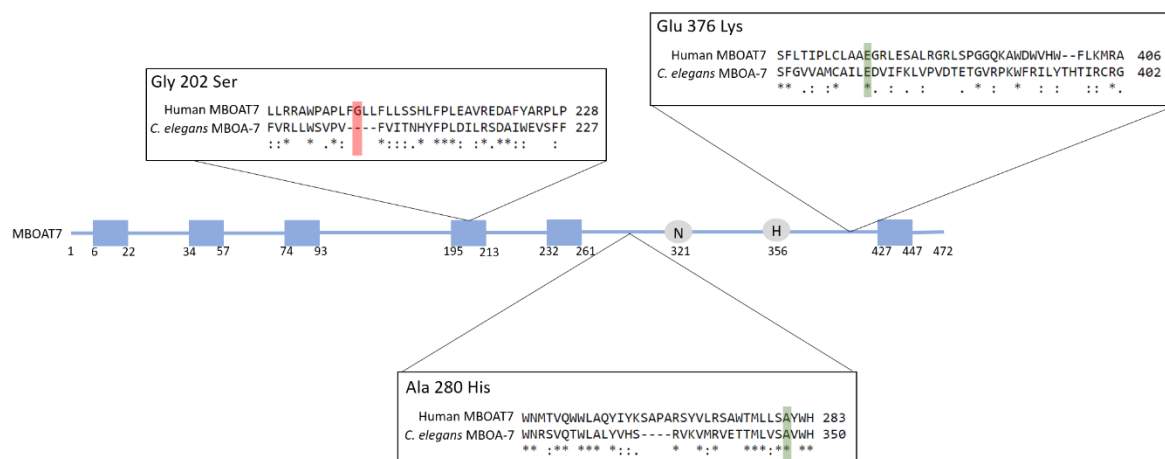 Glu 376 Lys
Human MBOAT7 SFLTIPLCLAAEGRLESALRGRLSPGGQKAWDWVHW--FLKMRA 406
C. elegans MBOA-7 SFGVVAMCAILEDVIFKLVPVDTETGVRPKWFRILYTHTIRCRG 402
** .: :* *. : . : . * * :: :: *.
Gly 202 Ser
Human MBOAT7 LLRRAWPAPLFGLLFLLSSHLFPLEAVREDAFYARPLP 228
C. elegans MBOA-7 FVRLLWSVPV----FVITNHYFPLDILRSDAIWEVSFF 227
::* * .*: *:::.* ***: :*.**:: :
MBOAT7
N H
1 6 22 34 57 74 93 195 213 232 261 321 356 427 447 472
Ala 280 His
Human MBOAT7 WNMTVQWWLAQYIYKSAPARSYVLRSAWTMLLSAYWH 283
C. elegans MBOA-7 WNRSVQTWLALYVHS----RVKVMRVETTMLVSAVWH 350
** :** *** *::. * *:* ***:** **